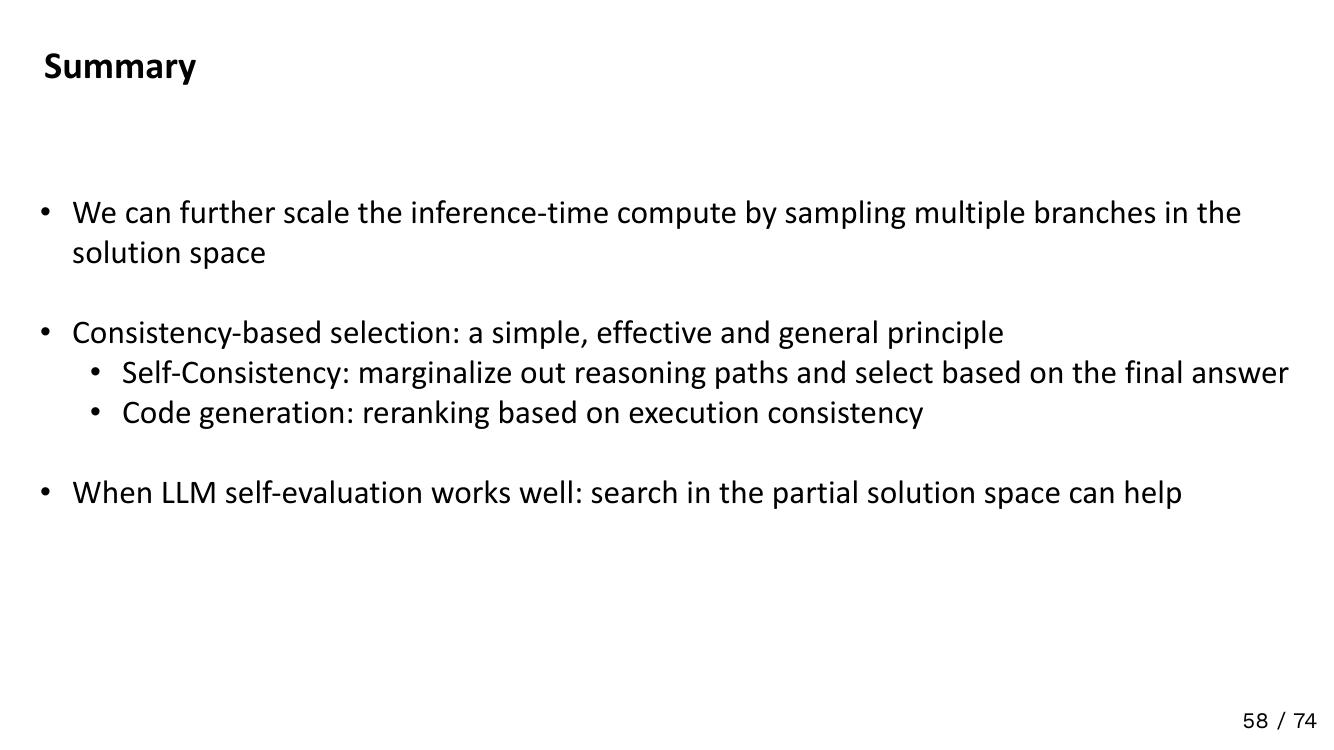 Summary
• We can further scale the inference-time compute by sampling multiple branches in the
solution space
• Consistency-based selection: a simple, effective and general principle
• Self-Consistency: marginalize out reasoning paths and select based on the final answer
• Code generation: reranking based on execution consistency
• When LLM self-evaluation works well: search in the partial solution space can help
58 / 74